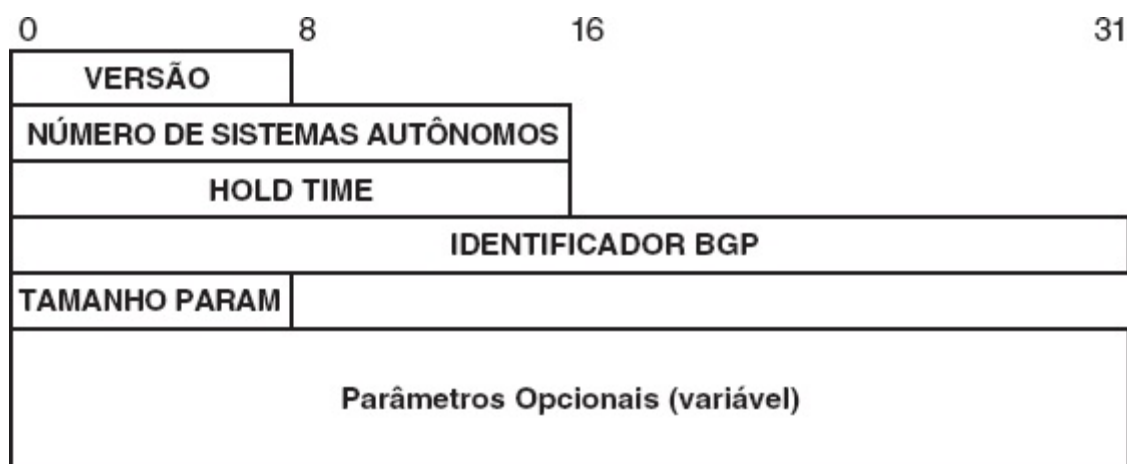 0 8 16 31
VERSÃO
NÚMERO DE SISTEMAS AUTÔNOMOS
HOLD TIME
IDENTIFICADOR BGP
TAMANHO PARAM
Parâmetros Opcionais (variável)